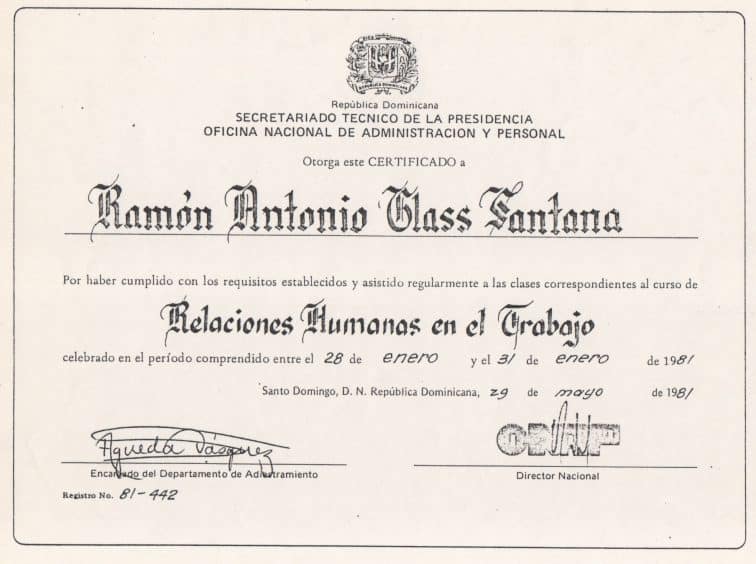 República Dominicana
SECRETARIADO TECNICO DE LA PRESIDENCIA
OFICINA NACIONAL DE ADMINISTRACION Y PERSONAL
Otorga este CERTIFICADO a
Ramón Antonio Glass Santana
Por haber cumplido con los requisitos establecidos y asistido regularmente a las clases correspondientes al curso de
Relaciones Humanas en el Trabajo
celebrado en el período comprendido entre el 28 de enero y el 31 de enero de 1981
Santo Domingo, D. N. República Dominicana, 29 de mayo de 1981
Agueda Vásquez
ONAP
Encargado del Departamento de Adiestramiento
Director Nacional
Registro No. 81-442